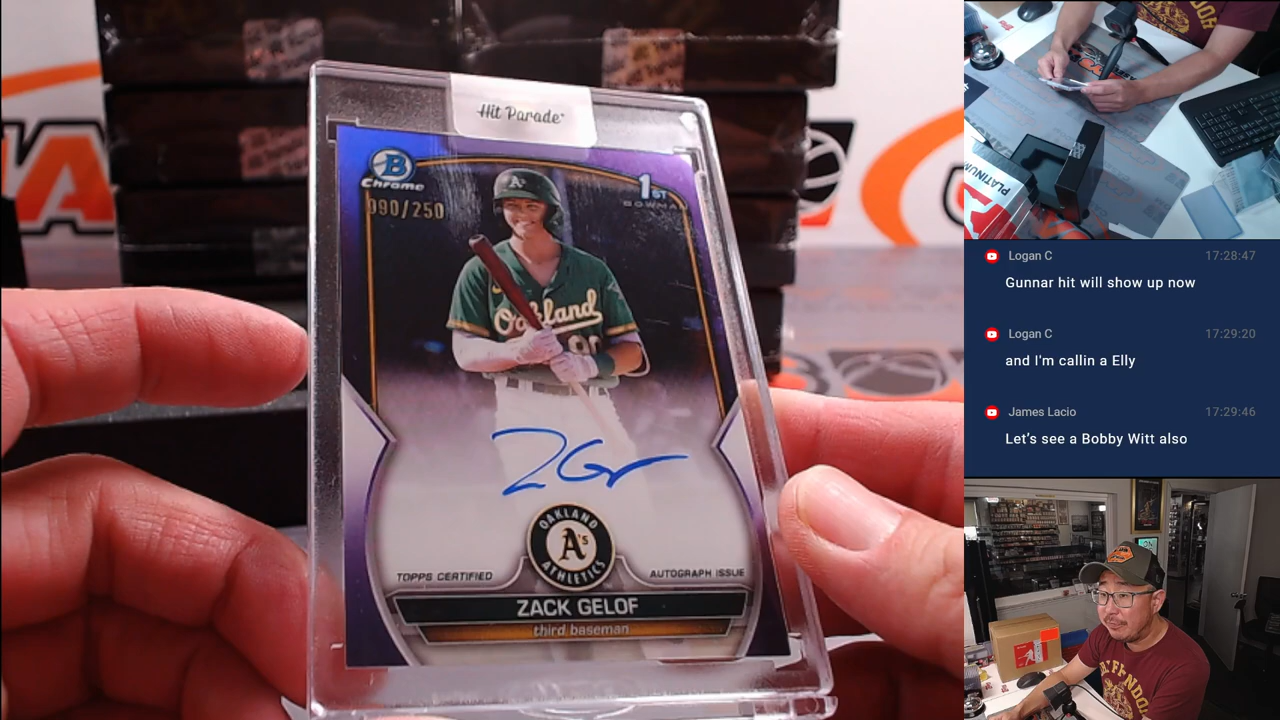 Hit Parade
B
Chrome
090/250
1ST
BOWMAN
A's
Oakland
TOPPS CERTIFIED
AUTOGRAPH ISSUE
OAKLAND
A's
ATHLETICS
ZACK GELOF
third baseman
PLATINUM
Logan C 17:28:47
Gunnar hit will show up now
Logan C 17:29:20
and I'm callin a Elly
James Lacio 17:29:46
Let's see a Bobby Witt also